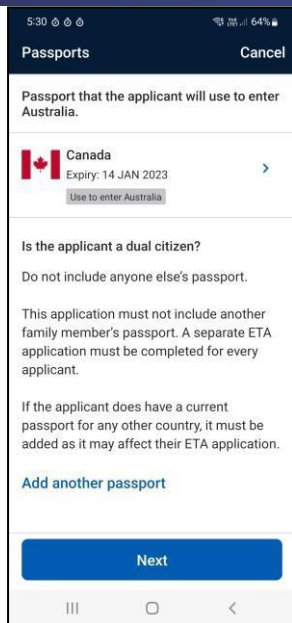 5:30
64%
Passports
Cancel
Passport that the applicant will use to enter
Australia.
Canada
Expiry: 14 JAN 2023
Use to enter Australia
Is the applicant a dual citizen?
Do not include anyone else's passport.
This application must not include another
family member's passport. A separate ETA
application must be completed for every
applicant.
If the applicant does have a current
passport for any other country, it must be
added as it may affect their ETA application.
Add another passport
Next